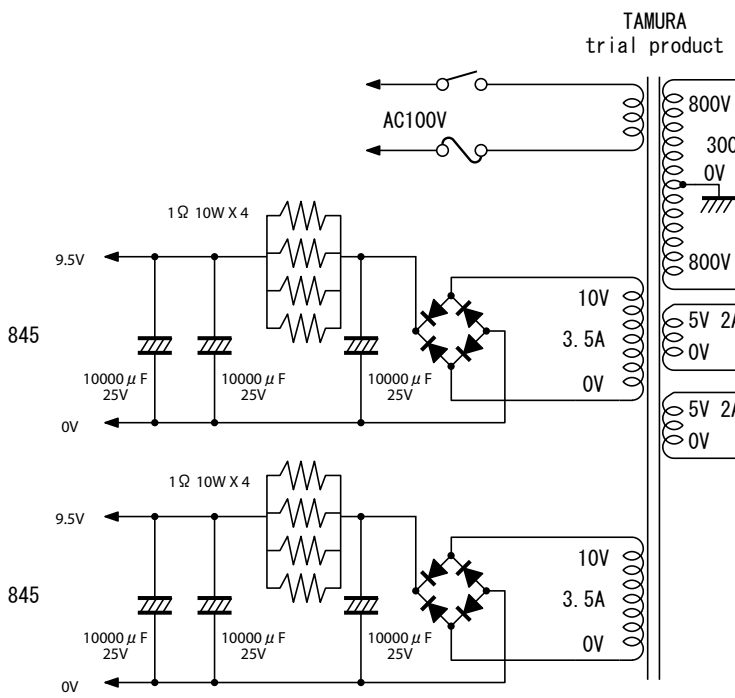 TAMURA
trial product
AC100V
800V
300
0V
800V
1Ω 10W X 4
9.5V
10V
845
3.5A
5V 2A
0V
10000μF
25V
10000μF
25V
10000μF
25V
0V
0V
5V 2A
0V
1Ω 10W X 4
9.5V
10V
845
3.5A
10000μF
25V
10000μF
25V
10000μF
25V
0V
0V